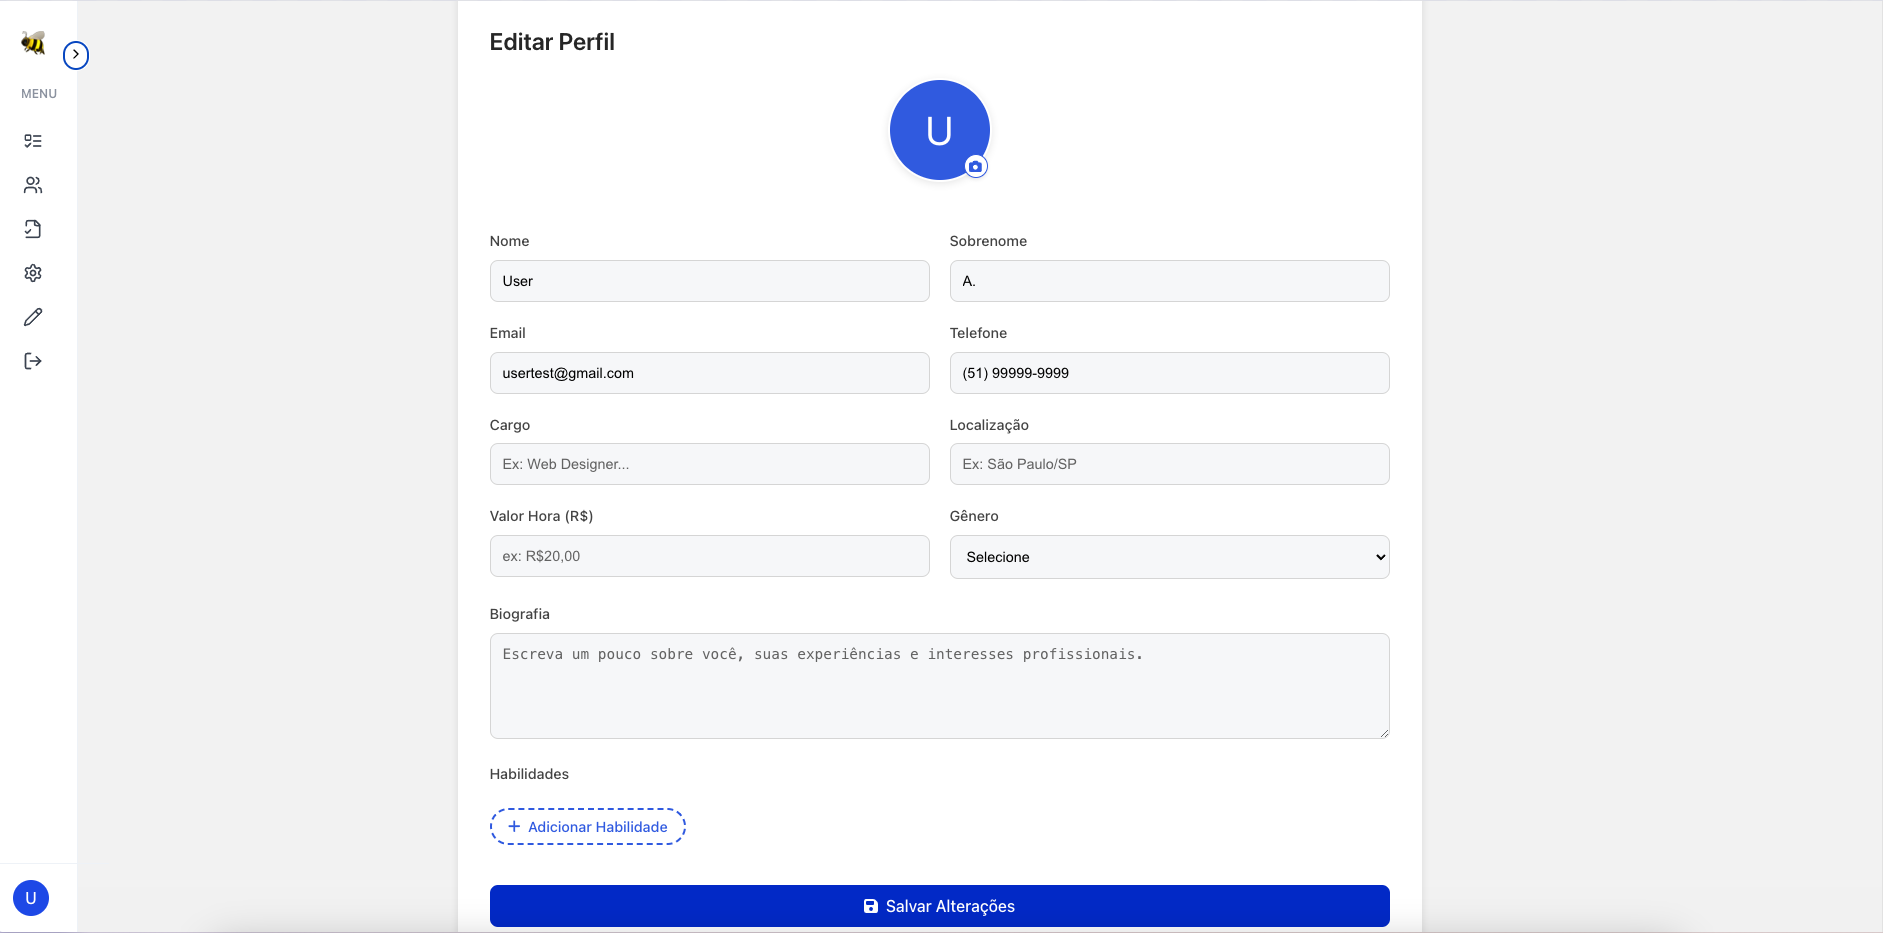 Editar Perfil
MENU
U
Nome
Sobrenome
User
A.
Email
Telefone
usertest@gmail.com
(51) 99999-9999
Cargo
Localização
Ex: Web Designer...
Ex: São Paulo/SP
Valor Hora (R$)
Gênero
ex: R$20,00
Selecione
Biografia
Escreva um pouco sobre você, suas experiências e interesses profissionais.
Habilidades
+ Adicionar Habilidade
U
Salvar Alterações